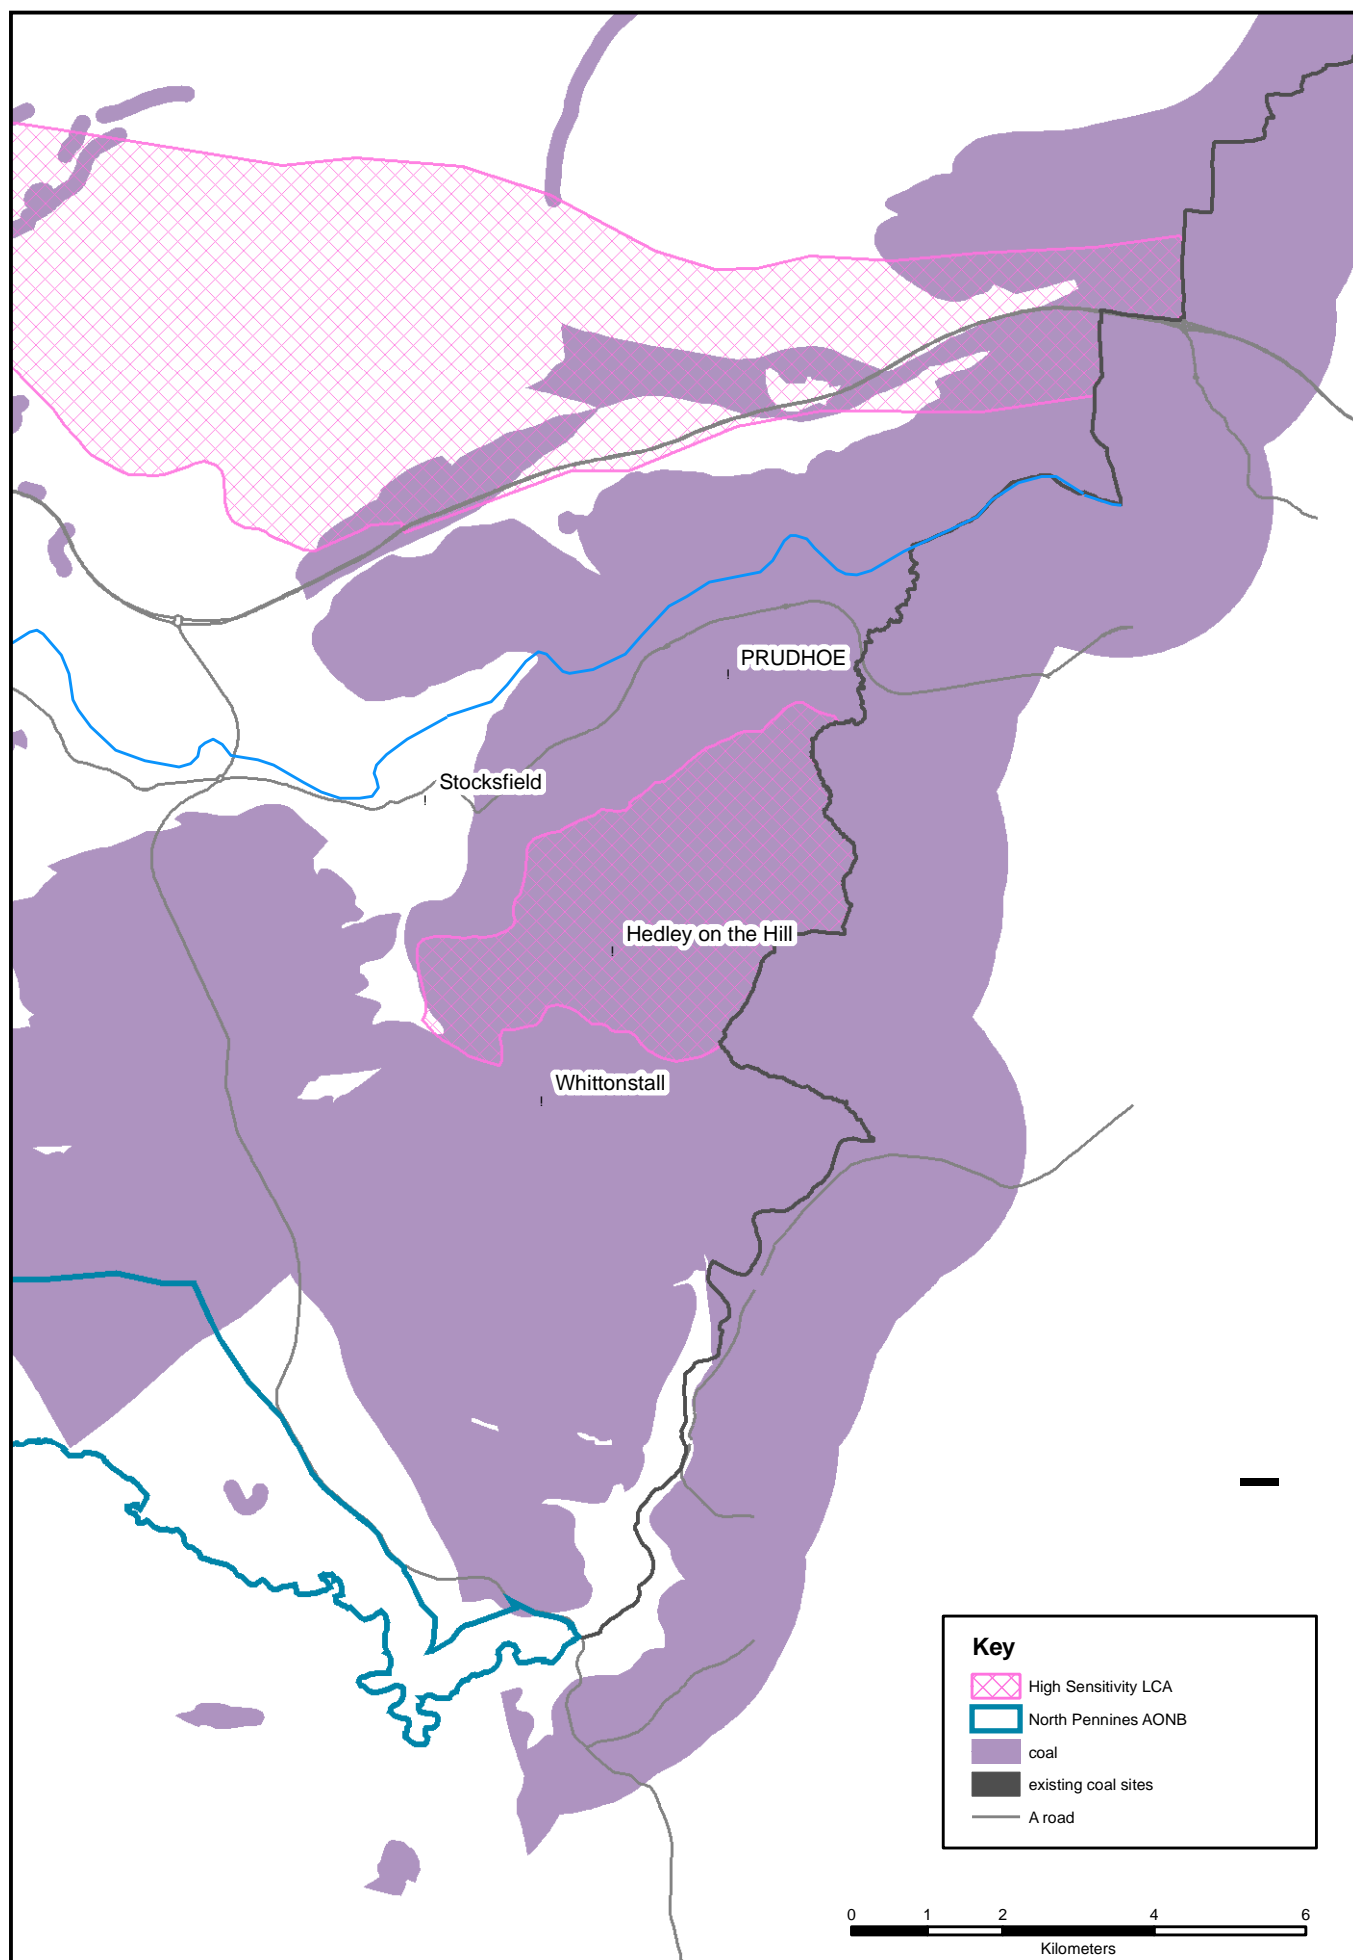 PRUDHOE
Stocksfield
Hedley on the Hill
Whittonstall
Key
High Sensitivity LCA
North Pennines AONB
coal
existing coal sites
A road
0 1 2 4 6
Kilometers